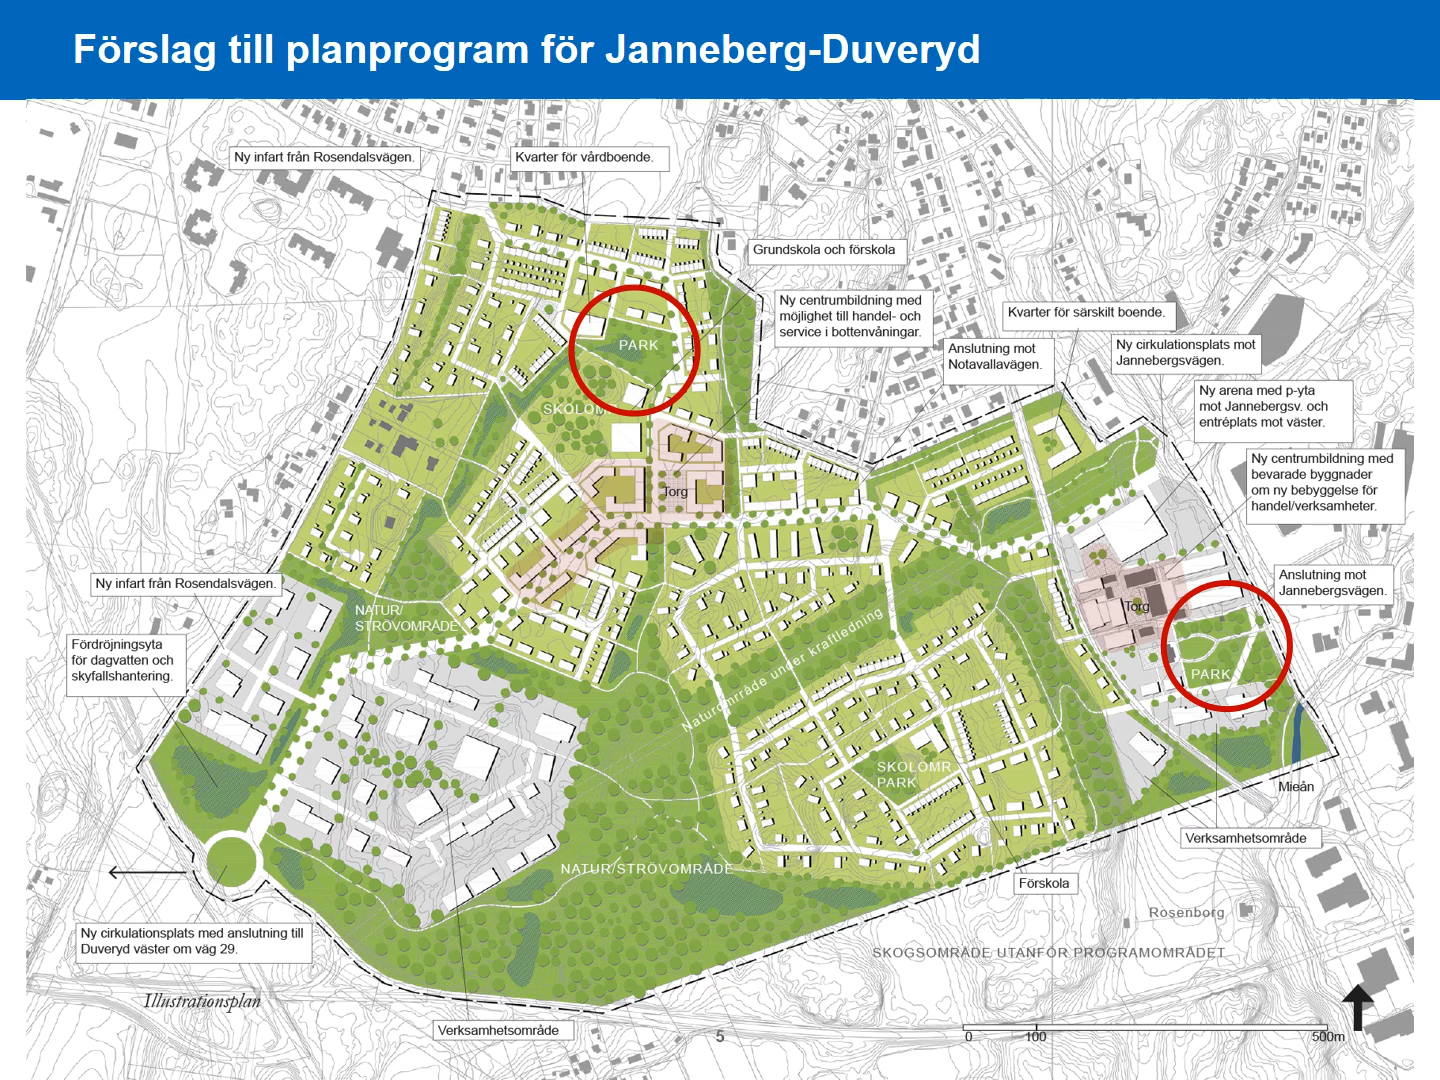 Förslag till planprogram för Janneberg-Duveryd
Ny infart från Rosendalsvägen.
Kvarter för vårdboende.
Grundskola och förskola
Ny centrumbildning med
möjlighet till handel- och
service i bottenvåningar.
Kvarter för särskilt boende.
Anslutning mot
Notavallavägen.
Ny cirkulationsplats mot
Jannebergsvägen.
Ny arena med p-yta
mot Jannebergsv. och
entréplats mot väster.
Ny centrumbildning med
bevarade byggnader
om ny bebyggelse för
handel/verksamheter.
PARK
SKOLOM
Torg
Ny infart från Rosendalsvägen.
Anslutning mot
Jannebergsvägen.
Torg
NATUR/
STRÖVOMRÅDE
Naturområde under kraftledning
Fördröjningsyta
för dagvatten och
skyfallshantering.
PARK
SKOLOMR
PARK
Mieån
Verksamhetsområde
NATUR/STRÖVOMRÅDE
Förskola
Rosenborg
Ny cirkulationsplats med anslutning till
Duveryd väster om väg 29.
SKOGSOMRÅDE UTANFÖR PROGRAMOMRÅDET
Illustrationsplan
Verksamhetsområde
5
0 100 500m